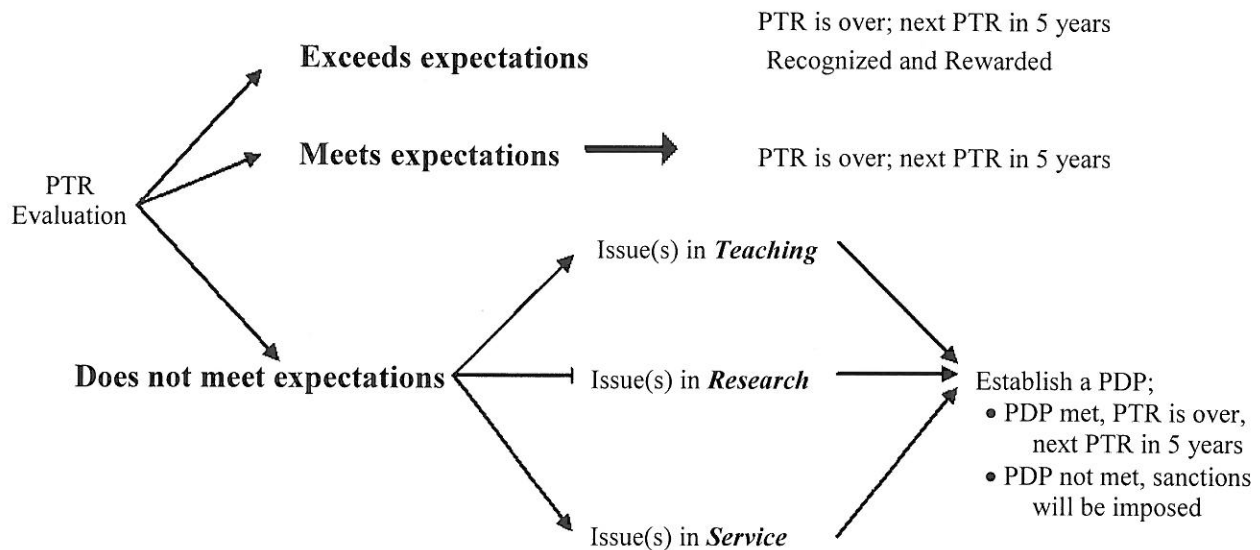 PTR is over; next PTR in 5 years
Exceeds expectations
Recognized and Rewarded
Meets expectations
PTR is over; next PTR in 5 years
PTR
Evaluation
Issue(s) in Teaching
Does not meet expectations
Issue(s) in Research
Establish a PDP;
• PDP met, PTR is over,
next PTR in 5 years
• PDP not met, sanctions
will be imposed
Issue(s) in Service